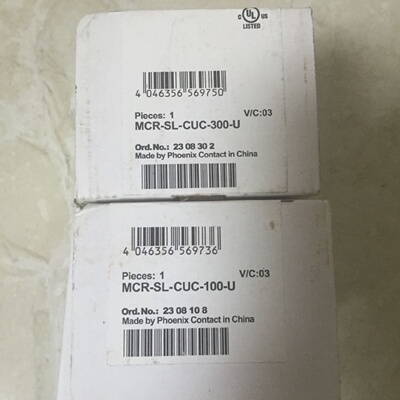 C UL US
LISTED
4 046356 569750
Pieces: 1 V/C:03
MCR-SL-CUC-300-U
Ord.No.: 23 08 30 2
Made by Phoenix Contact in China
4 046356 569736
Pieces: 1 V/C:03
MCR-SL-CUC-100-U
Ord.No.: 23 08 10 8
Made by Phoenix Contact in China